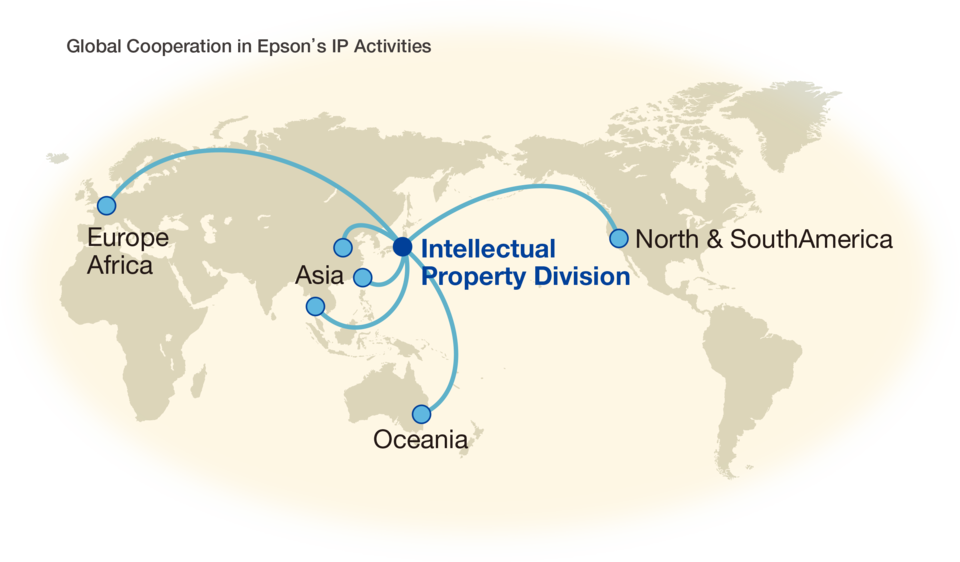 Global Cooperation in Epson’s IP Activities
Europe
Africa
Asia
Intellectual
Property Division
North & SouthAmerica
Oceania